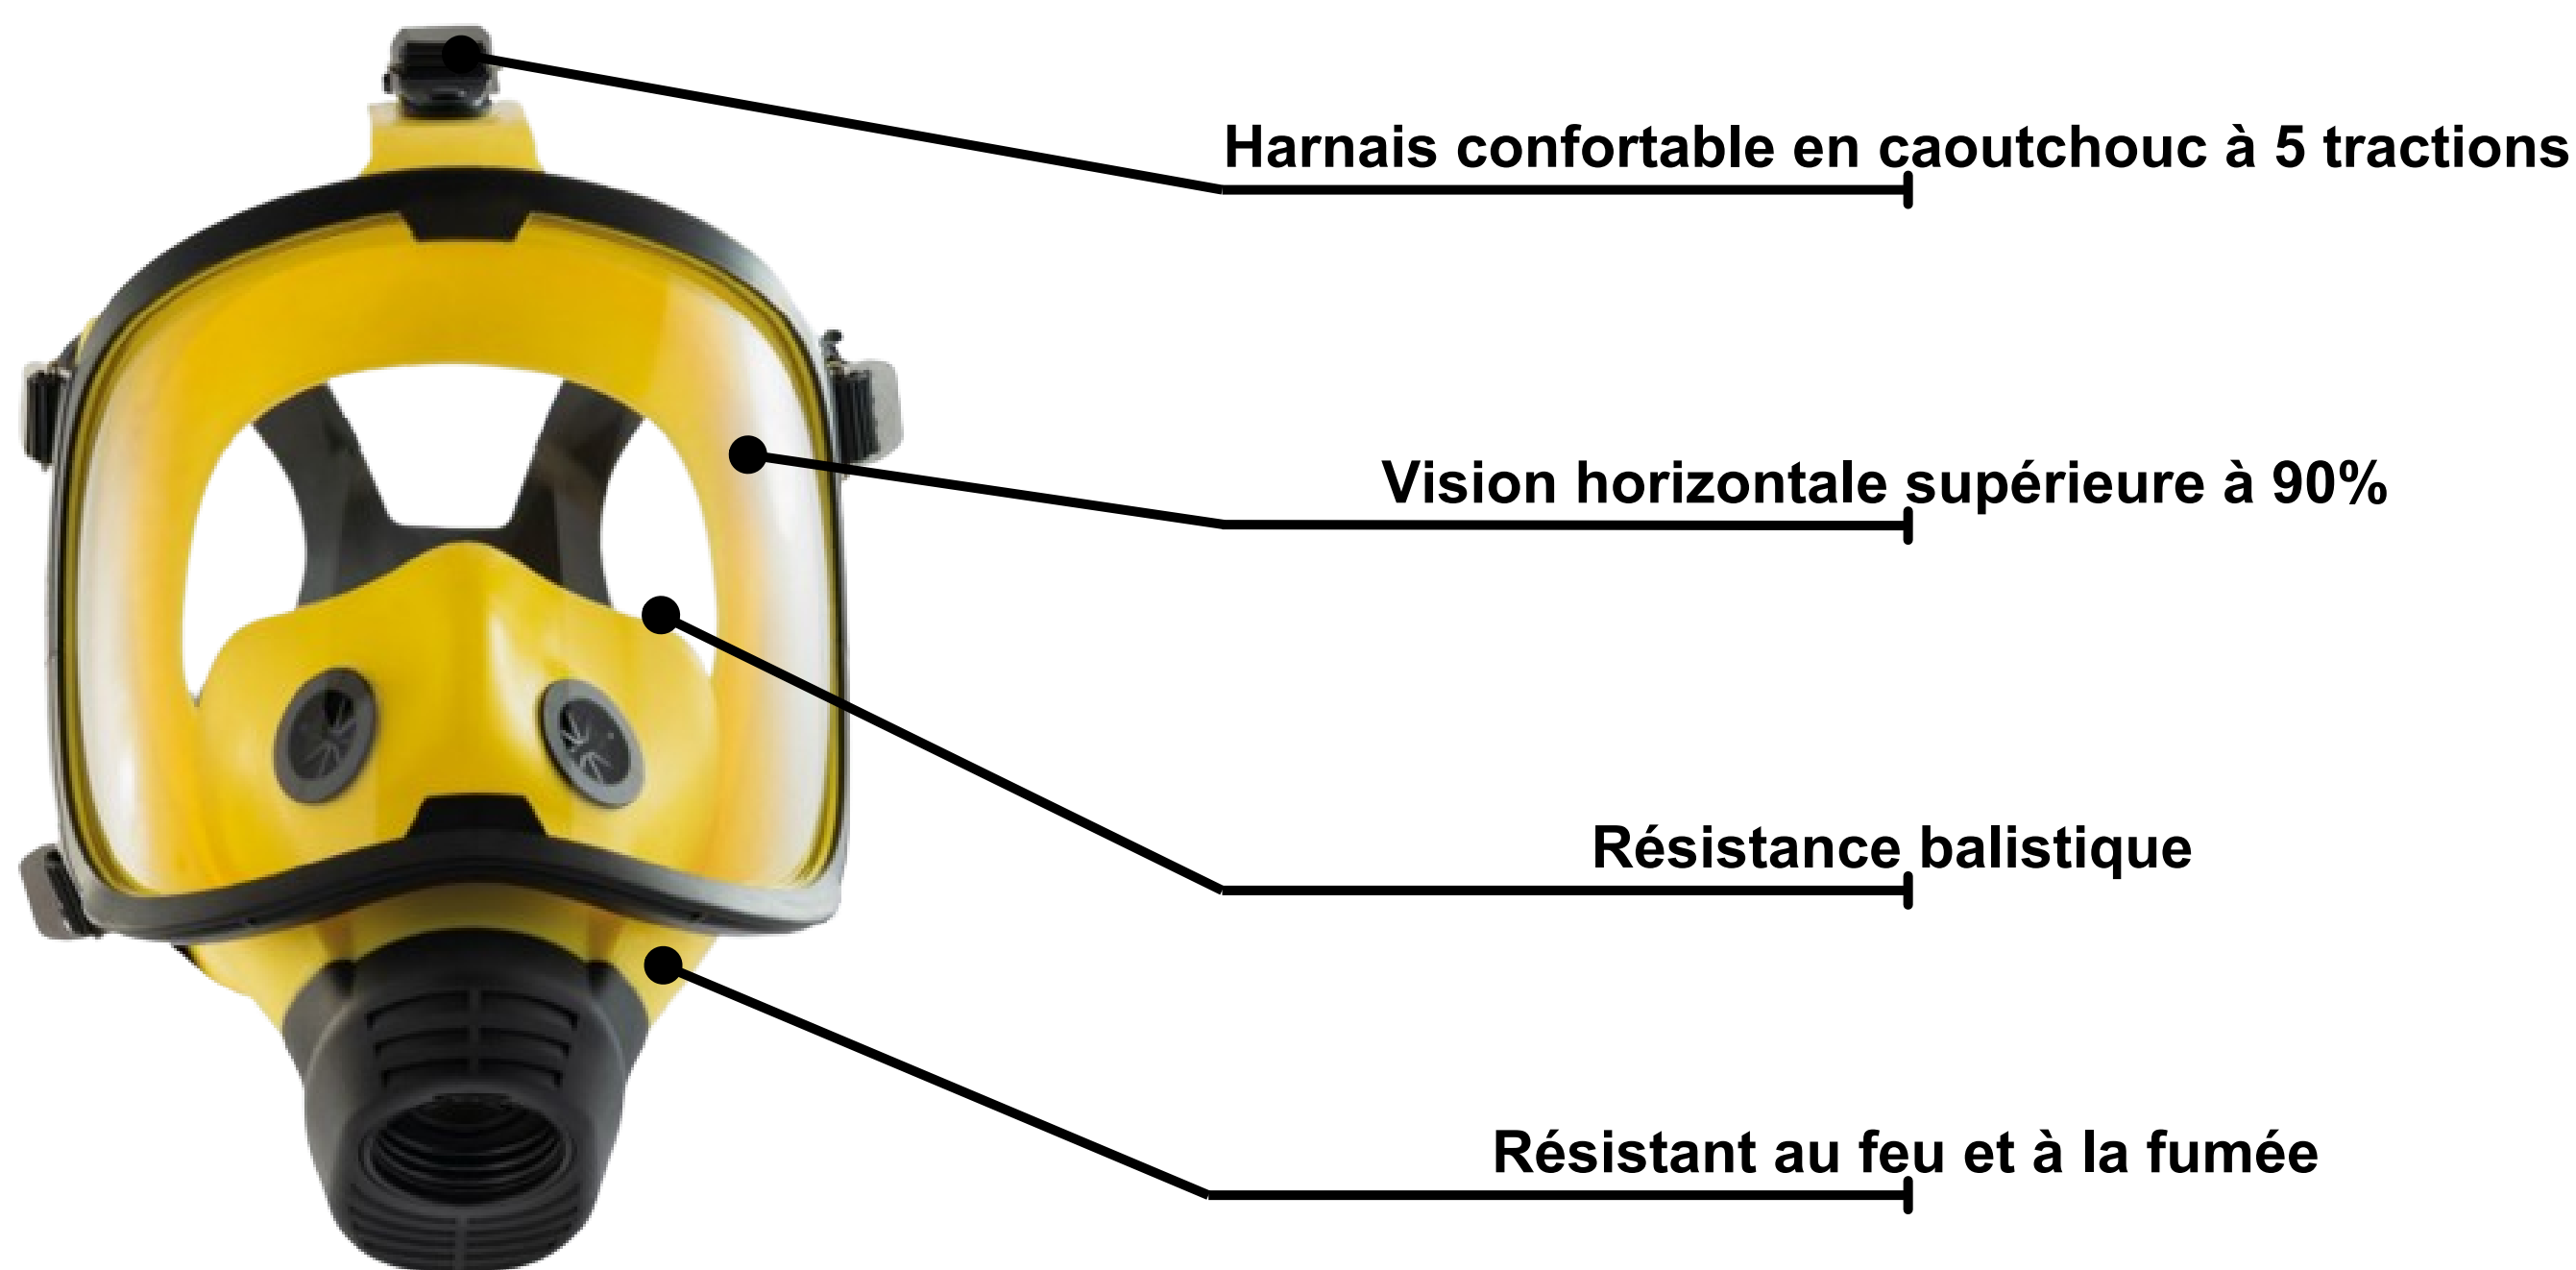 Harnais confortable en caoutchouc à 5 tractions
Vision horizontale supérieure à 90%
Résistance balistique
Résistant au feu et à la fumée